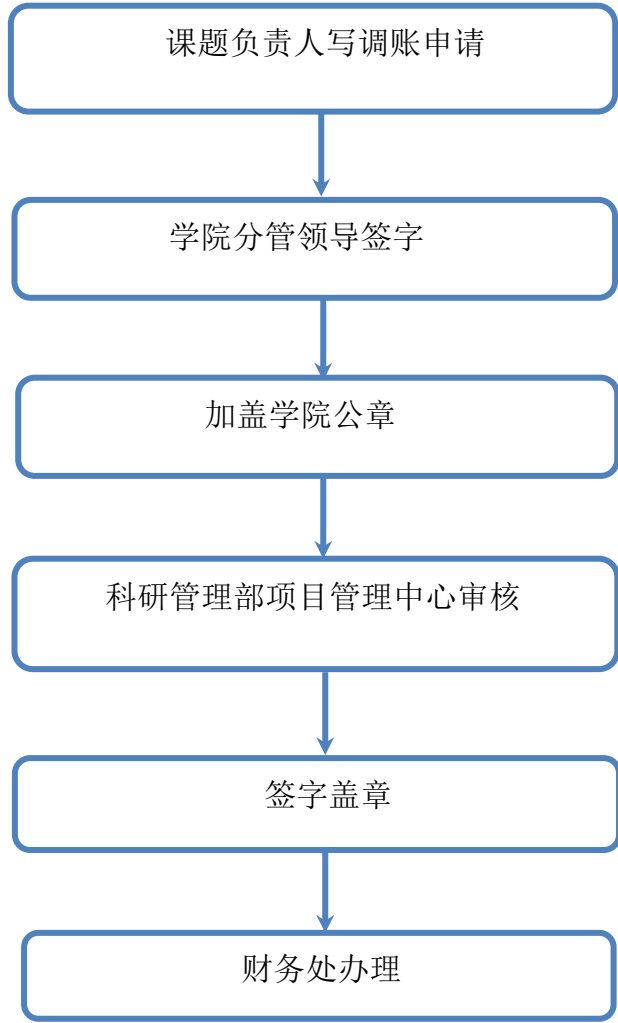 课题负责人写调账申请
学院分管领导签字
加盖学院公章
科研管理部项目管理中心审核
签字盖章
财务处办理